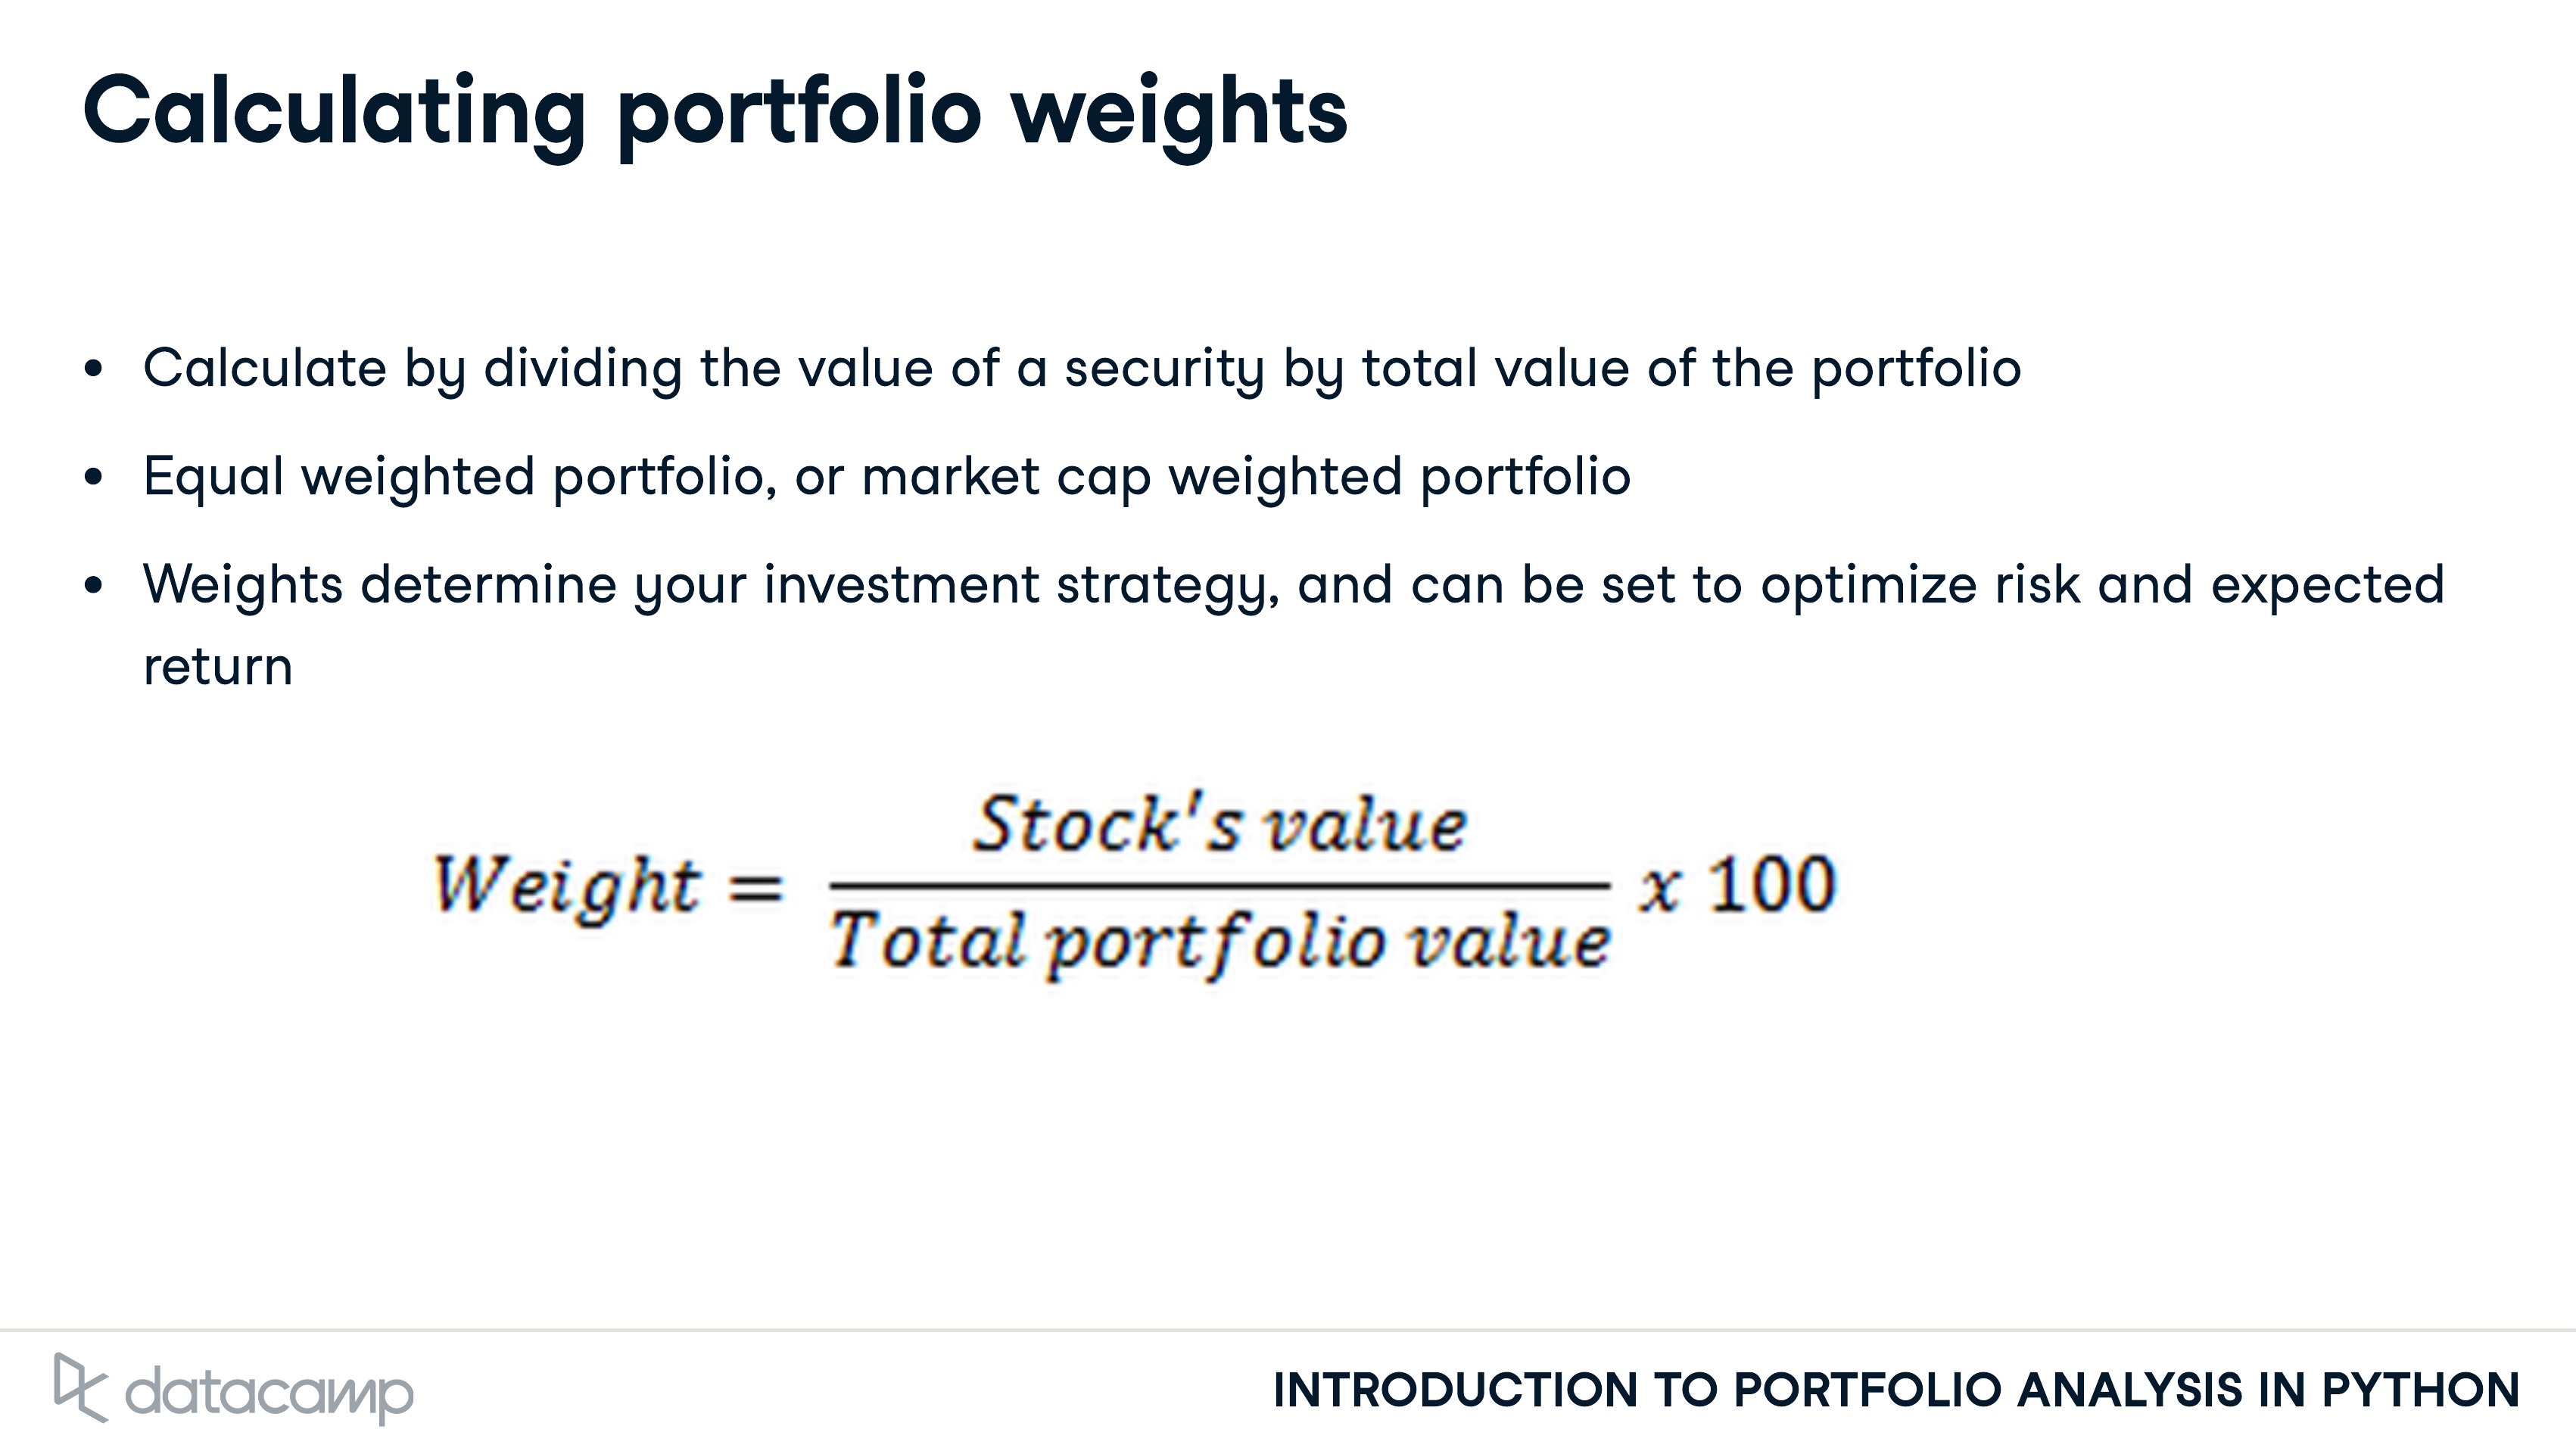 Calculating portfolio weights
• Calculate by dividing the value of a security by total value of the portfolio
• Equal weighted portfolio, or market cap weighted portfolio
• Weights determine your investment strategy, and can be set to optimize risk and expected
return
Weight = Stock's value / Total portfolio value x 100
datacamp
INTRODUCTION TO PORTFOLIO ANALYSIS IN PYTHON